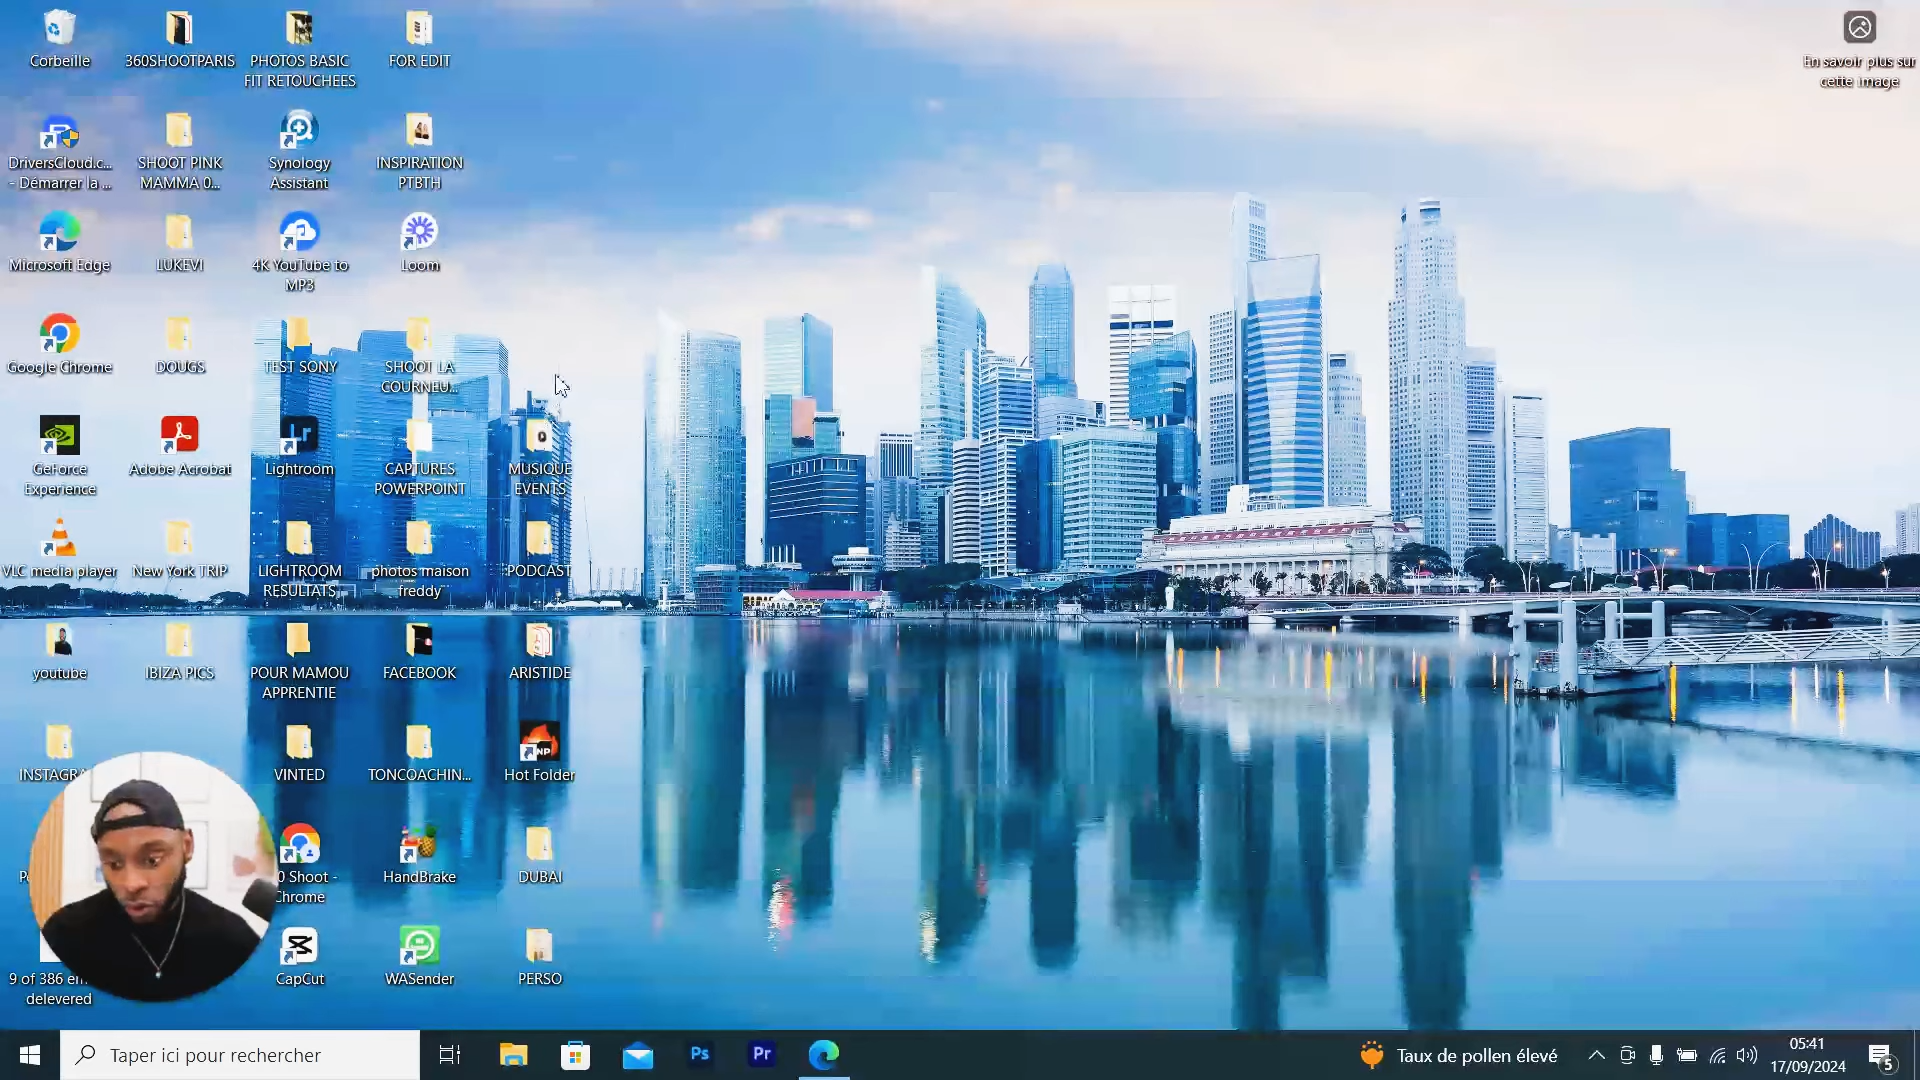 Corbeille
360SHOOTPARIS
PHOTOS BASIC
FIT RETOUCHEES
FOR EDIT
En savoir plus sur
cette image
DriversCloud.c...
- Démarrer la ...
SHOOT PINK
MAMMA 0...
Synology
Assistant
INSPIRATION
PTBTH
Microsoft Edge
LUKEVI
4K YouTube to
MP3
Loom
Google Chrome
DOUGS
TEST SONY
SHOOT LA
COURNEU...
GeForce
Experience
Adobe Acrobat
Lr
Lightroom
CAPTURES
POWERPOINT
MUSIQUE
EVENTS
VLC media player
New York TRIP
LIGHTROOM
RESULTATS
photos maison
freddy
PODCAST
youtube
IBIZA PICS
POUR MAMOU
APPRENTIE
FACEBOOK
ARISTIDE
INSTAGRA
VINTED
TONCOACHIN...
NP
Hot Folder
0 Shoot -
Chrome
HandBrake
DUBAI
9 of 386 em
delevered
CapCut
WASender
PERSO
Taper ici pour rechercher
Ps
Pr
Taux de pollen élevé
05:41
17/09/2024
5